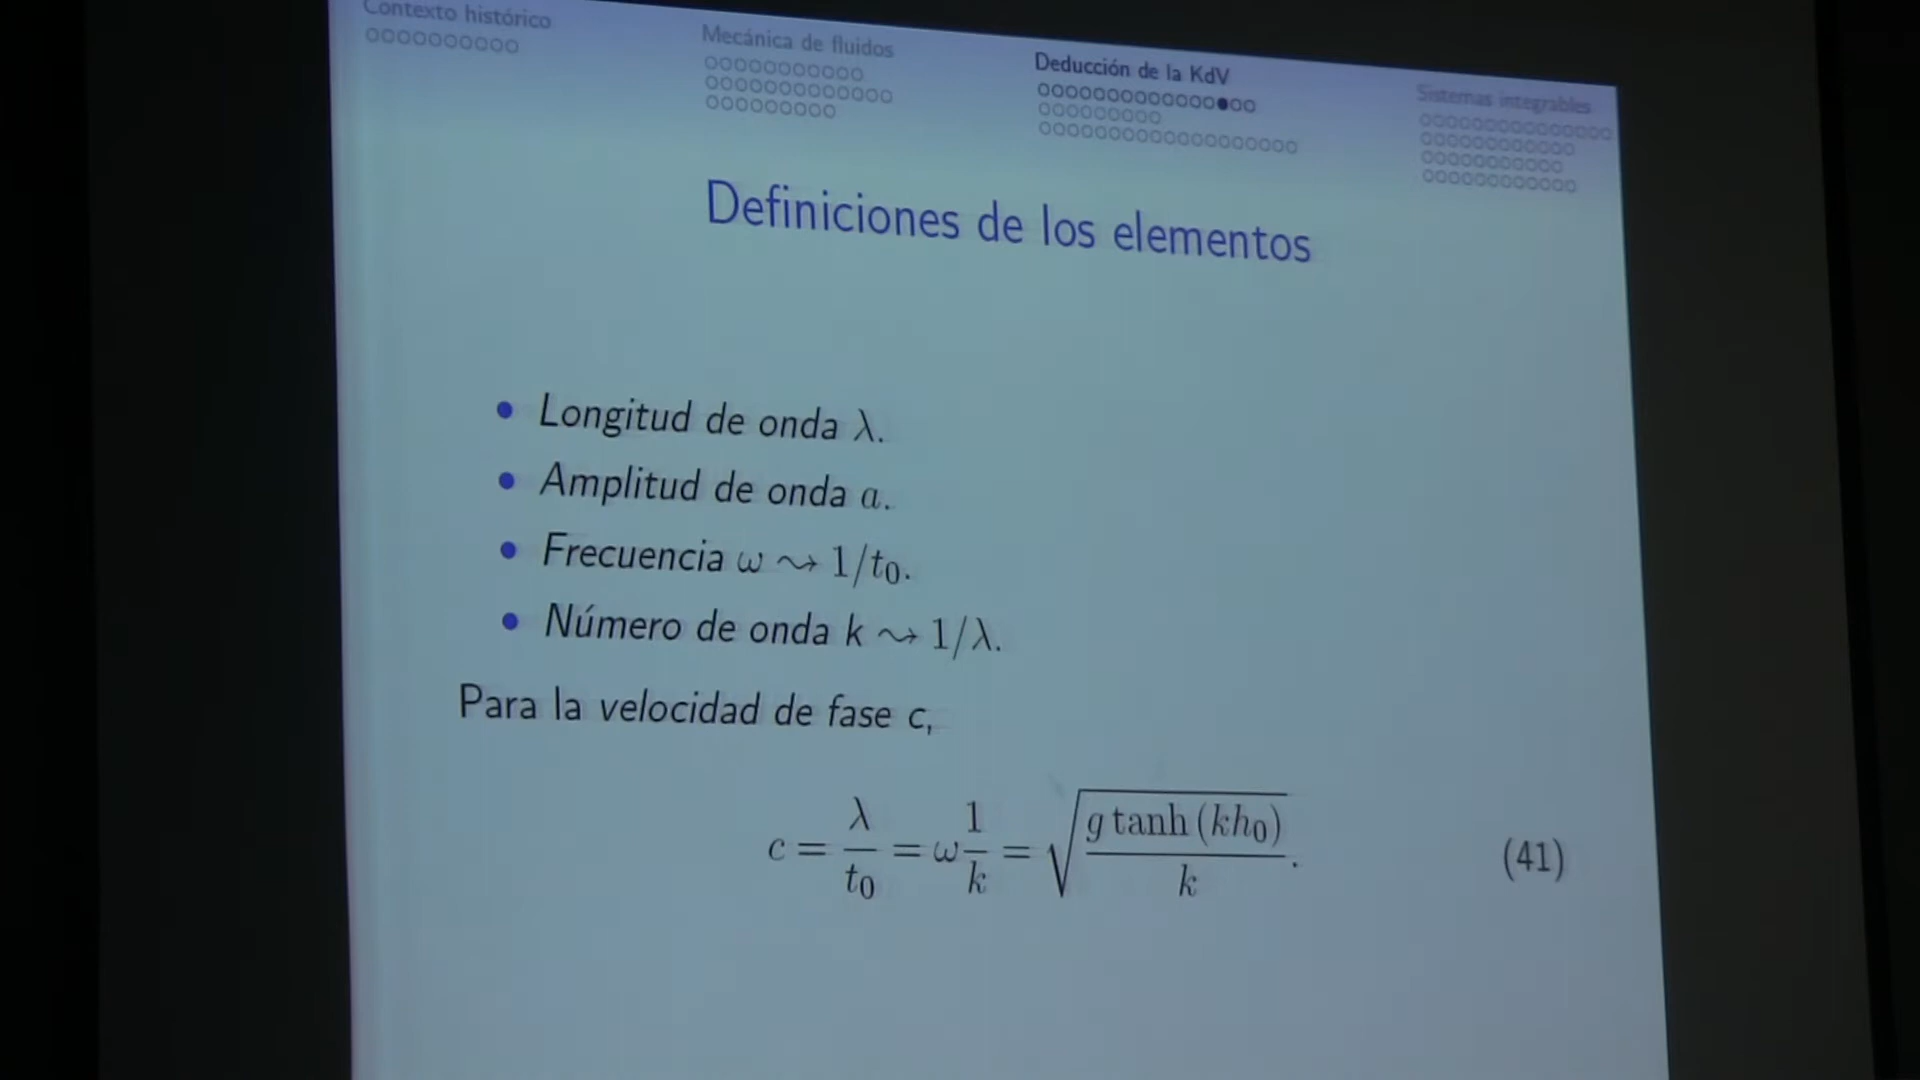 Contexto histórico
Mecánica de fluidos
Deducción de la KdV
Sistemas integrables
Definiciones de los elementos
• Longitud de onda λ.
• Amplitud de onda a.
• Frecuencia ω ⇝ 1/t₀.
• Número de onda k ⇝ 1/λ.
Para la velocidad de fase c,
c = λ/t₀ = ω 1/k = √(g tanh (kh₀)/k). (41)